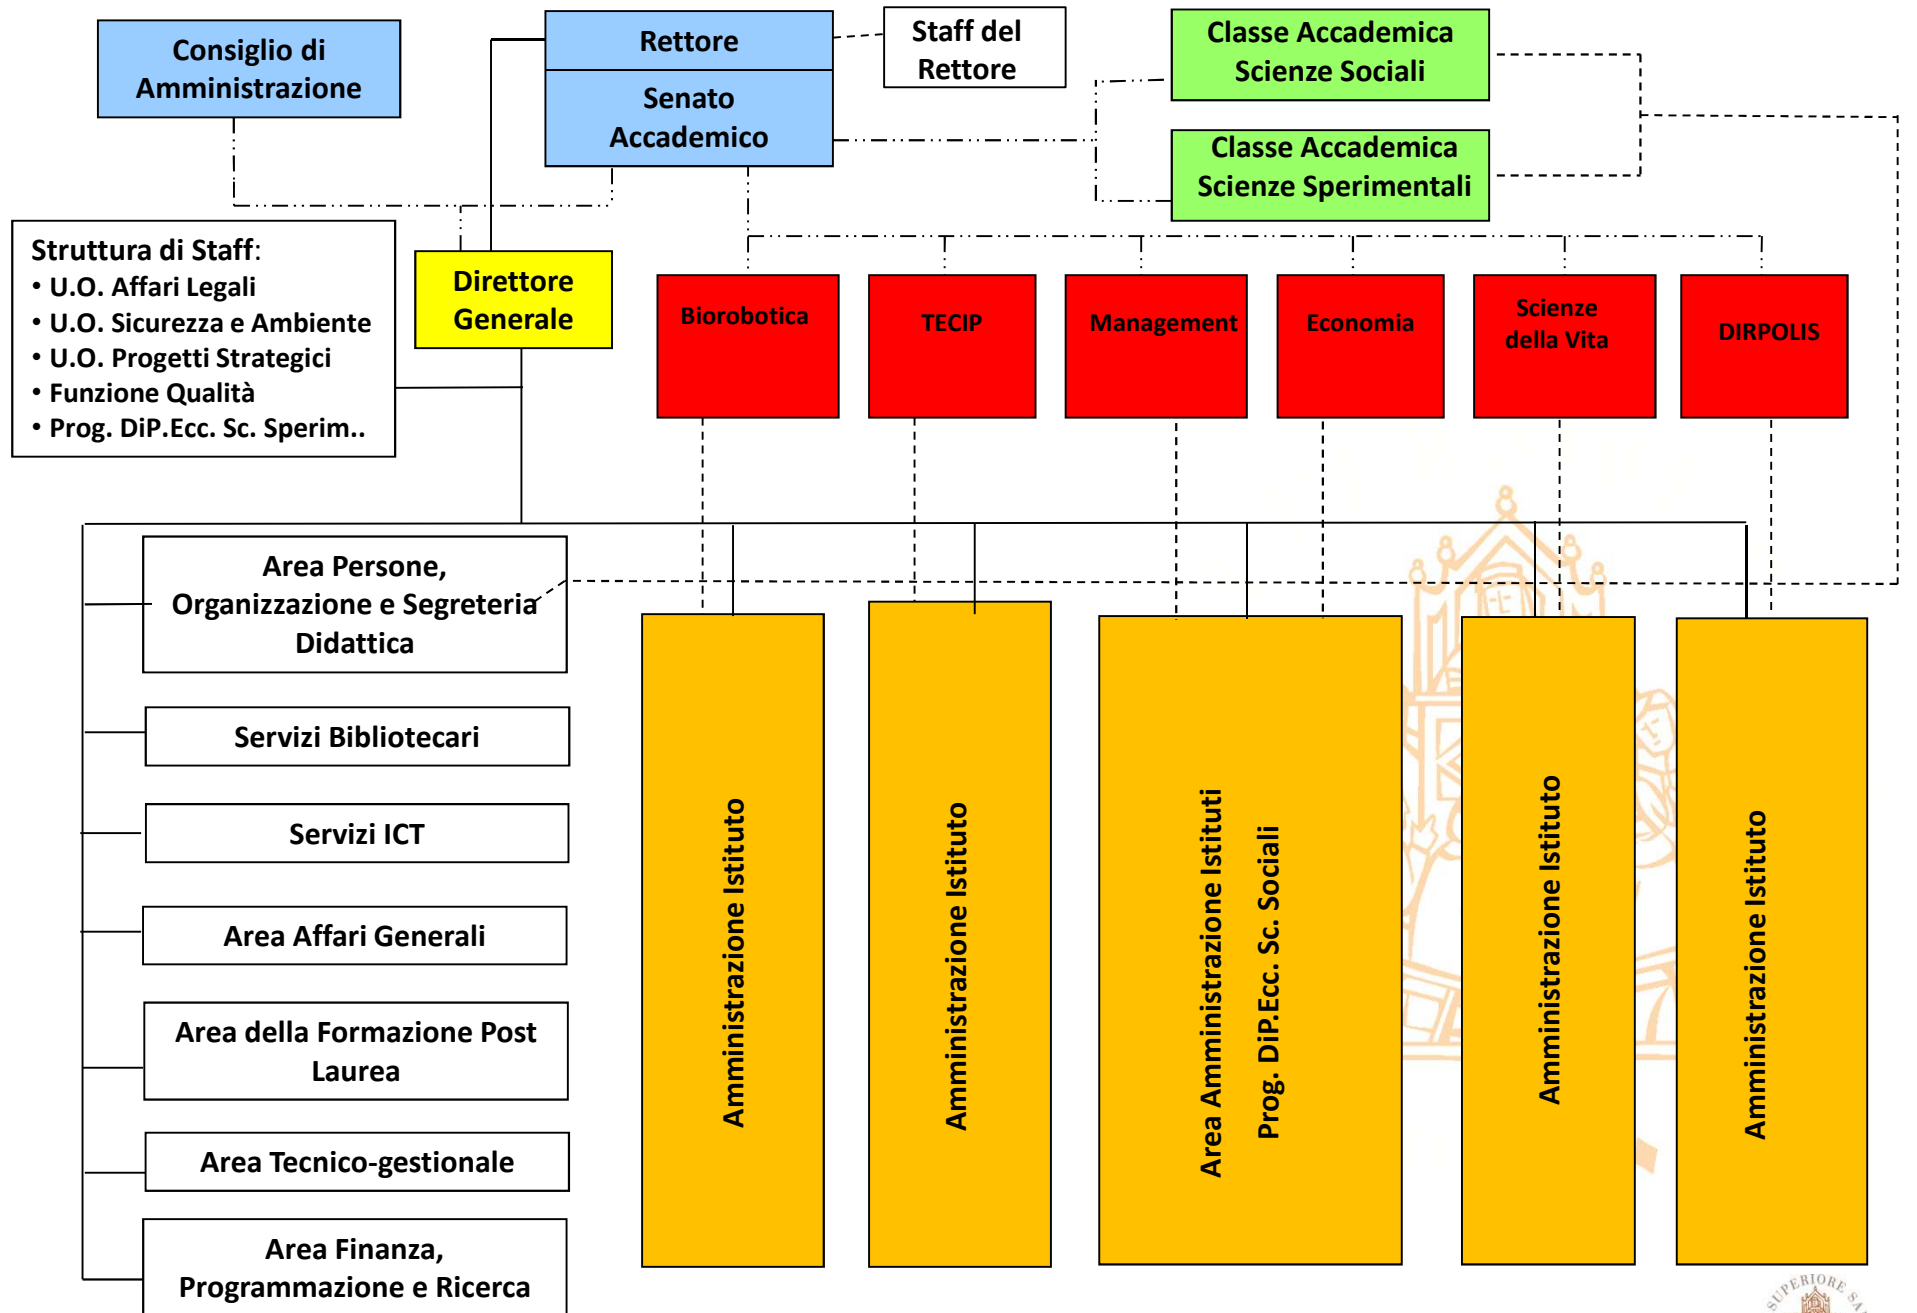 Consiglio di
Amministrazione
Rettore
Senato
Accademico
Staff del
Rettore
Classe Accademica
Scienze Sociali
Classe Accademica
Scienze Sperimentali
Struttura di Staff:
• U.O. Affari Legali
• U.O. Sicurezza e Ambiente
• U.O. Progetti Strategici
• Funzione Qualità
• Prog. DiP.Ecc. Sc. Sperim..
Direttore
Generale
Biorobotica
TECIP
Management
Economia
Scienze
della Vita
DIRPOLIS
Area Persone,
Organizzazione e Segreteria
Didattica
Servizi Bibliotecari
Servizi ICT
Area Affari Generali
Area della Formazione Post
Laurea
Area Tecnico-gestionale
Area Finanza,
Programmazione e Ricerca
Amministrazione Istituto
Amministrazione Istituto
Area Amministrazione Istituti
Prog. DiP.Ecc. Sc. Sociali
Amministrazione Istituto
Amministrazione Istituto
SUPERIORE